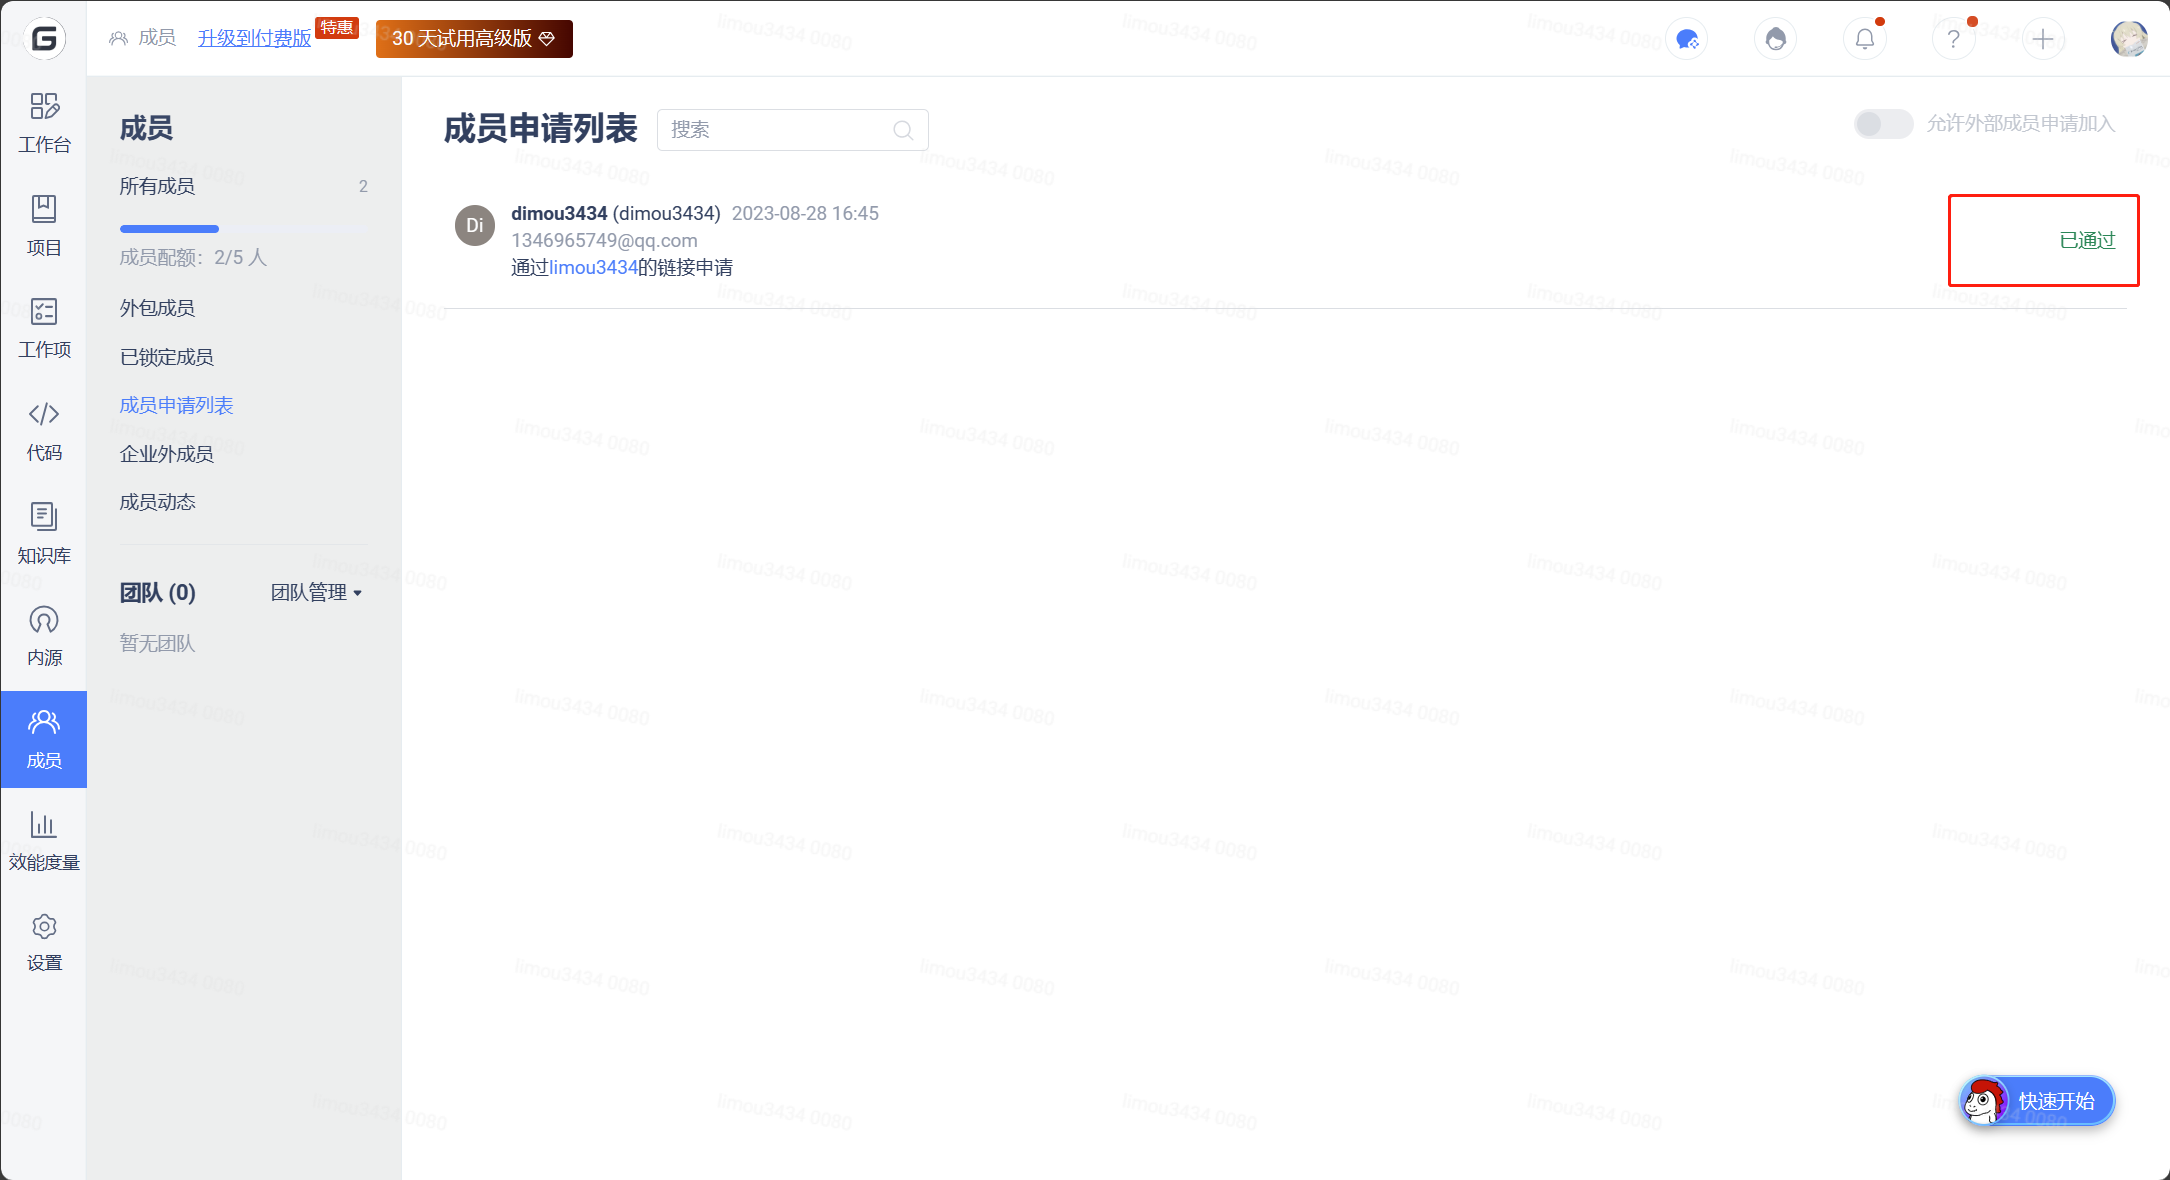 成员
升级到付费版
特惠
30 天试用高级版
工作台
项目
工作项
代码
知识库
内源
成员
效能度量
设置
成员
所有成员 2
成员配额：2/5 人
外包成员
已锁定成员
成员申请列表
企业外成员
成员动态
团队 (0) 团队管理
暂无团队
成员申请列表
搜索
允许外部成员申请加入
Di
dimou3434 (dimou3434) 2023-08-28 16:45
1346965749@qq.com
通过limou3434的链接申请
已通过
快速开始
limou3434 0080